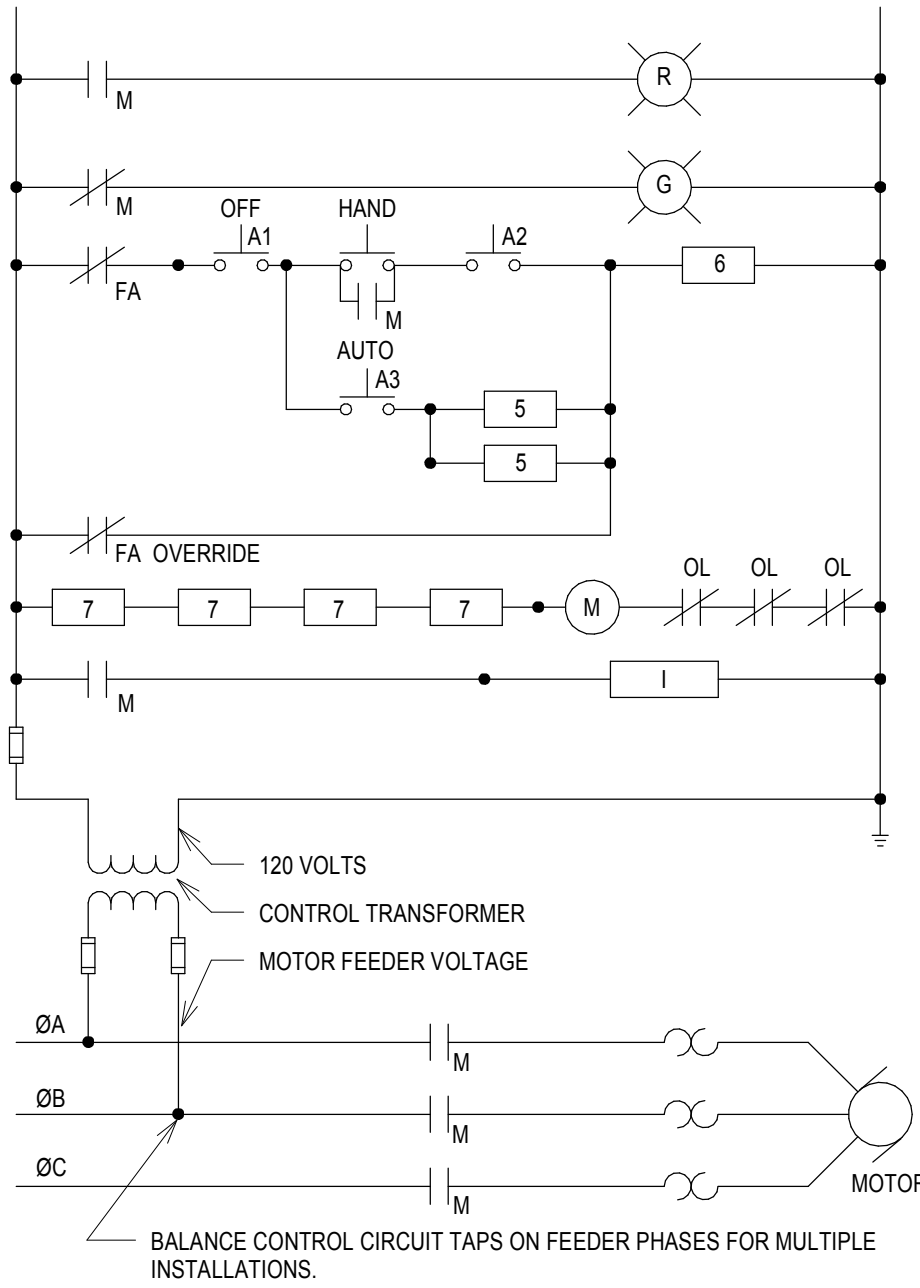 R
M
G
M
OFF
HAND
A1
A2
6
FA
M
AUTO
A3
5
5
FA OVERRIDE
OL OL OL
7 7 7 7 M
I
M
120 VOLTS
CONTROL TRANSFORMER
MOTOR FEEDER VOLTAGE
ØA
M
ØB
M
ØC
M
MOTOR
BALANCE CONTROL CIRCUIT TAPS ON FEEDER PHASES FOR MULTIPLE
INSTALLATIONS.